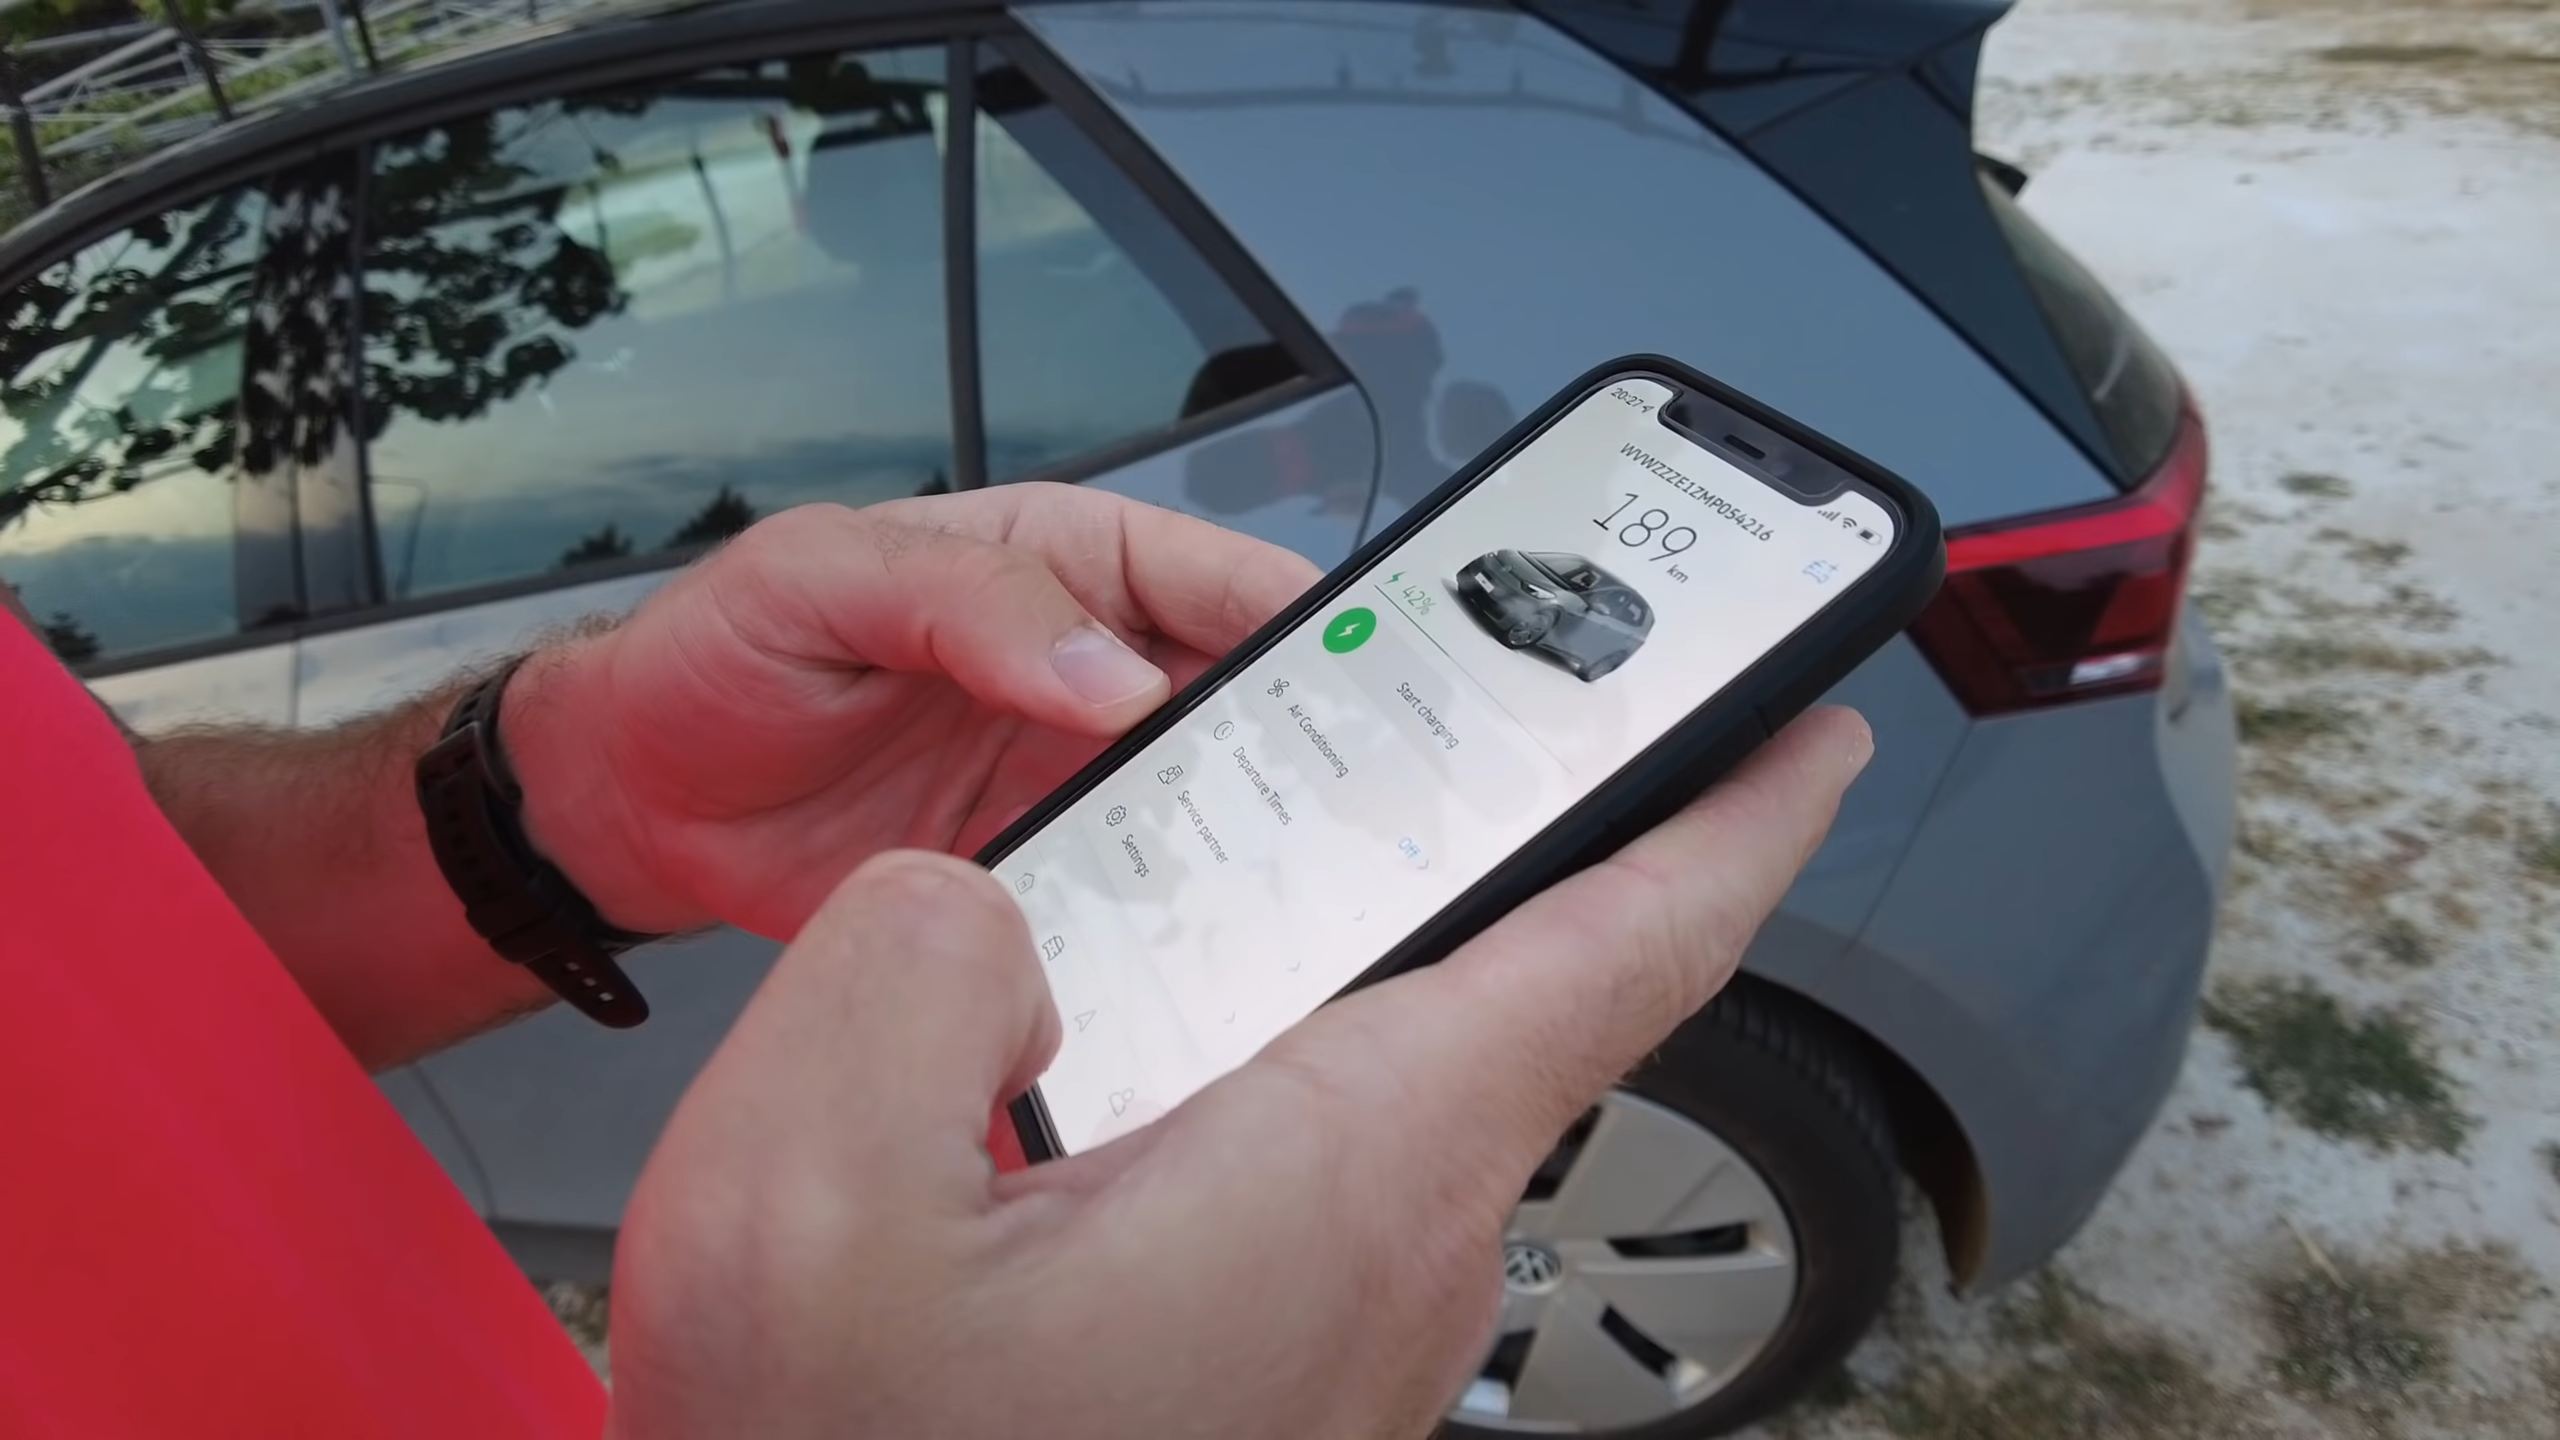 20:27
WVWZZZE1ZMP054216
189 km
42%
Start charging
Air Conditioning
Off
Departure Times
Service partner
Settings